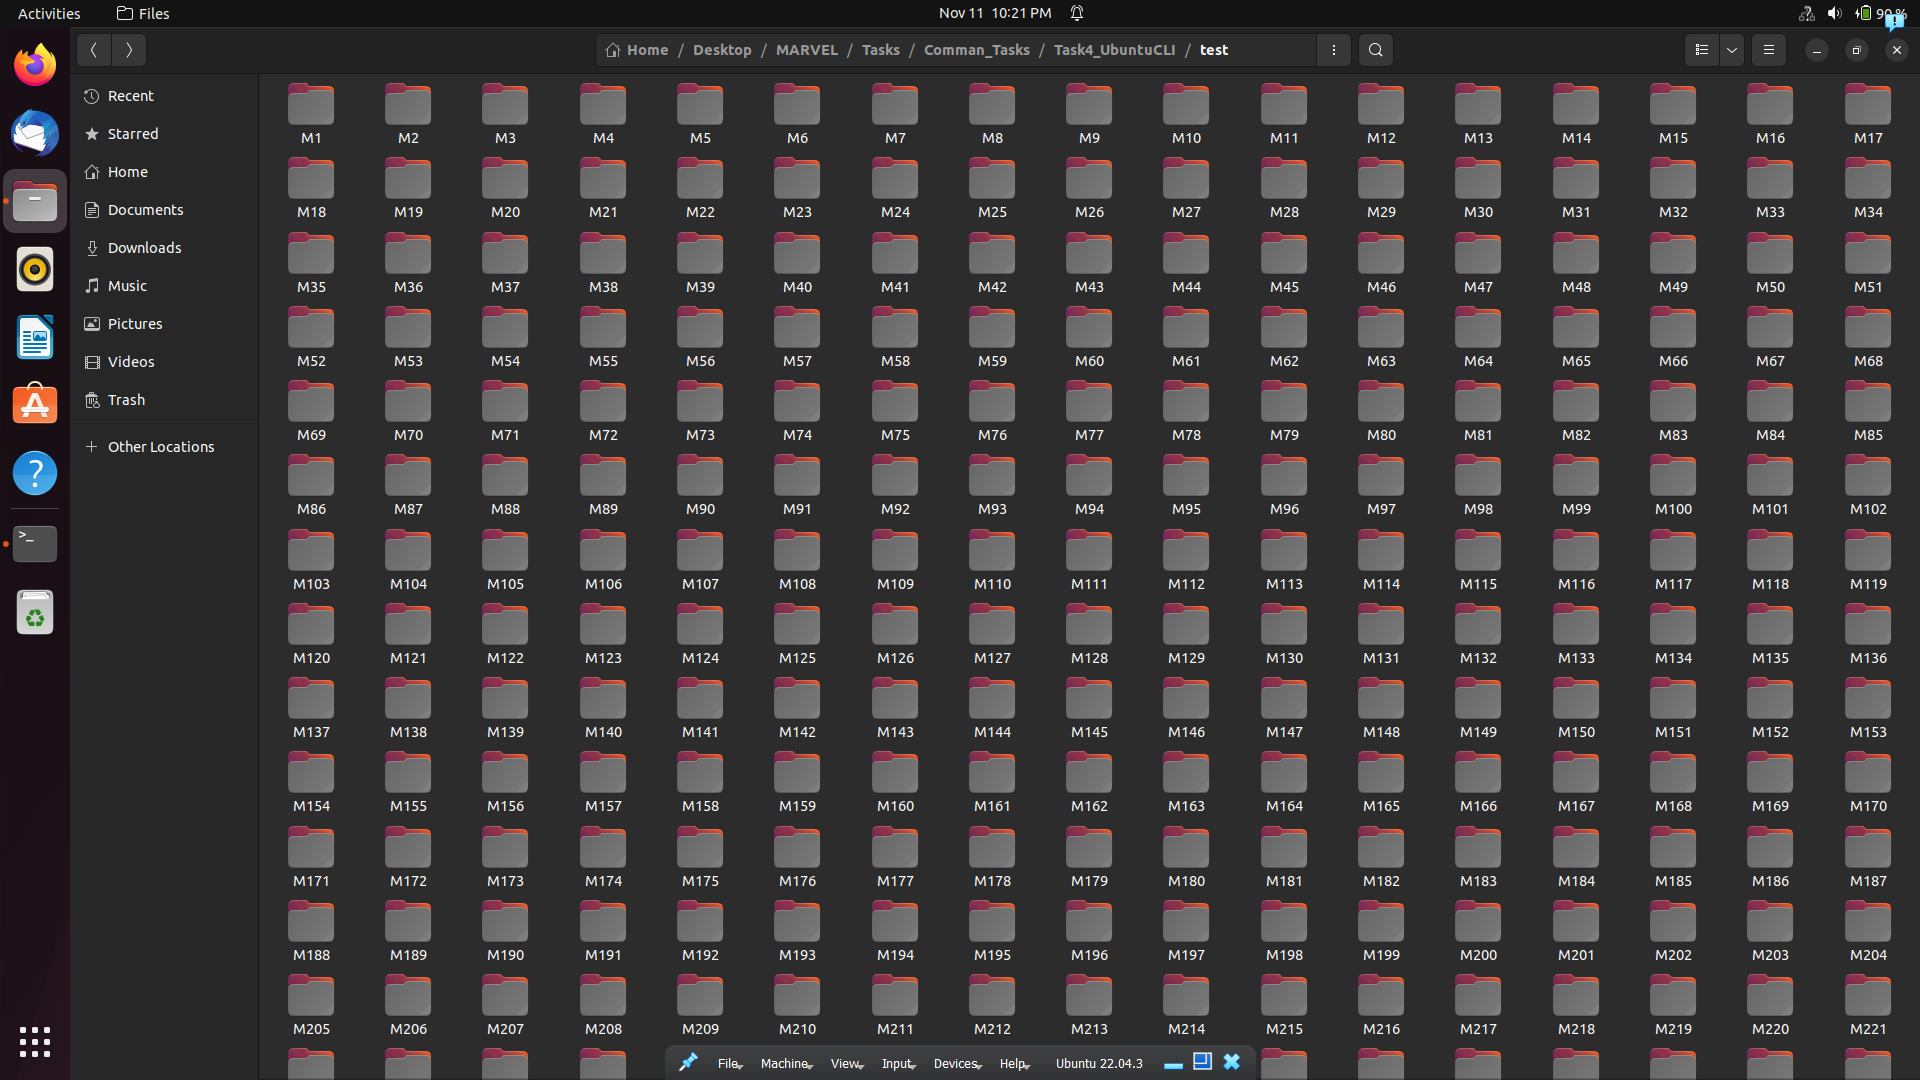 Activities Files Nov 11 10:21 PM 90 %
Home / Desktop / MARVEL / Tasks / Comman_Tasks / Task4_UbuntuCLI / test
Recent
Starred
Home
Documents
Downloads
Music
Pictures
Videos
Trash
Other Locations
M1 M2 M3 M4 M5 M6 M7 M8 M9 M10 M11 M12 M13 M14 M15 M16 M17
M18 M19 M20 M21 M22 M23 M24 M25 M26 M27 M28 M29 M30 M31 M32 M33 M34
M35 M36 M37 M38 M39 M40 M41 M42 M43 M44 M45 M46 M47 M48 M49 M50 M51
M52 M53 M54 M55 M56 M57 M58 M59 M60 M61 M62 M63 M64 M65 M66 M67 M68
M69 M70 M71 M72 M73 M74 M75 M76 M77 M78 M79 M80 M81 M82 M83 M84 M85
M86 M87 M88 M89 M90 M91 M92 M93 M94 M95 M96 M97 M98 M99 M100 M101 M102
M103 M104 M105 M106 M107 M108 M109 M110 M111 M112 M113 M114 M115 M116 M117 M118 M119
M120 M121 M122 M123 M124 M125 M126 M127 M128 M129 M130 M131 M132 M133 M134 M135 M136
M137 M138 M139 M140 M141 M142 M143 M144 M145 M146 M147 M148 M149 M150 M151 M152 M153
M154 M155 M156 M157 M158 M159 M160 M161 M162 M163 M164 M165 M166 M167 M168 M169 M170
M171 M172 M173 M174 M175 M176 M177 M178 M179 M180 M181 M182 M183 M184 M185 M186 M187
M188 M189 M190 M191 M192 M193 M194 M195 M196 M197 M198 M199 M200 M201 M202 M203 M204
M205 M206 M207 M208 M209 M210 M211 M212 M213 M214 M215 M216 M217 M218 M219 M220 M221
File Machine View Input Devices Help Ubuntu 22.04.3